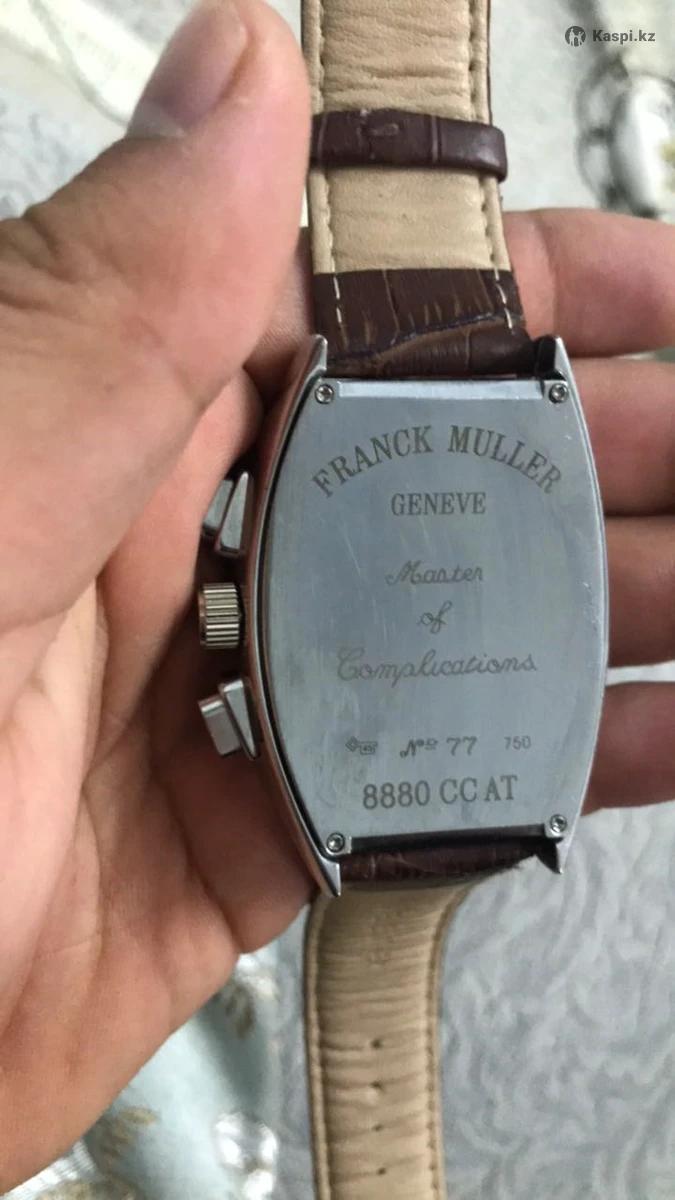 Kaspi.kz
FRANCK MULLER
GENEVE
Master
of
Complications
Nº 77 750
8880 CC AT